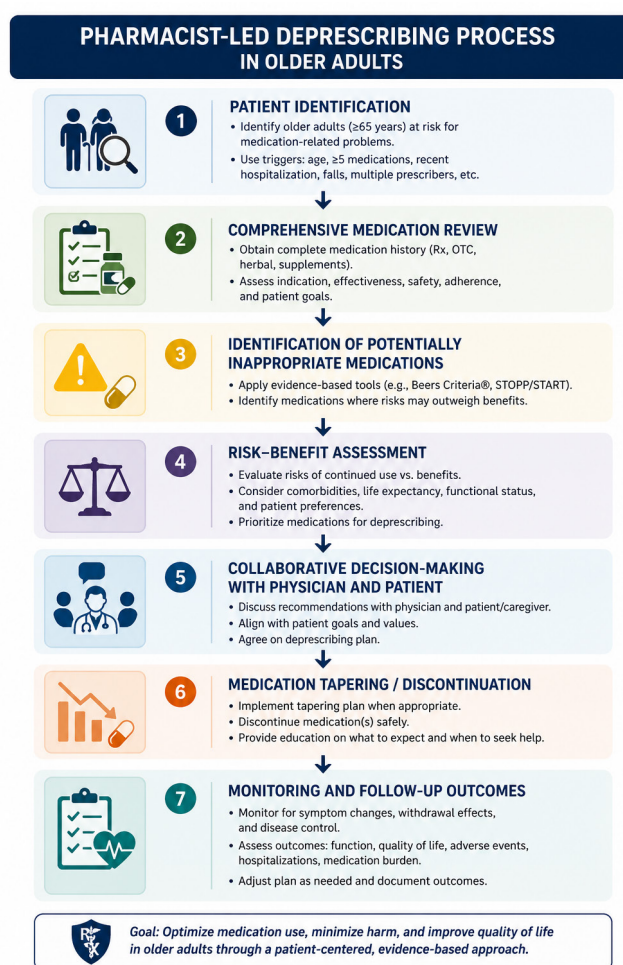 PHARMACIST-LED DEPRESCRIBING PROCESS
IN OLDER ADULTS
1
PATIENT IDENTIFICATION
• Identify older adults (≥65 years) at risk for
medication-related problems.
• Use triggers: age, ≥5 medications, recent
hospitalization, falls, multiple prescribers, etc.
2
COMPREHENSIVE MEDICATION REVIEW
• Obtain complete medication history (Rx, OTC,
herbal, supplements).
• Assess indication, effectiveness, safety, adherence,
and patient goals.
3
IDENTIFICATION OF POTENTIALLY
INAPPROPRIATE MEDICATIONS
• Apply evidence-based tools (e.g., Beers Criteria®, STOPP/START).
• Identify medications where risks may outweigh benefits.
4
RISK–BENEFIT ASSESSMENT
• Evaluate risks of continued use vs. benefits.
• Consider comorbidities, life expectancy, functional status,
and patient preferences.
• Prioritize medications for deprescribing.
5
COLLABORATIVE DECISION-MAKING
WITH PHYSICIAN AND PATIENT
• Discuss recommendations with physician and patient/caregiver.
• Align with patient goals and values.
• Agree on deprescribing plan.
6
MEDICATION TAPERING / DISCONTINUATION
• Implement tapering plan when appropriate.
• Discontinue medication(s) safely.
• Provide education on what to expect and when to seek help.
7
MONITORING AND FOLLOW-UP OUTCOMES
• Monitor for symptom changes, withdrawal effects,
and disease control.
• Assess outcomes: function, quality of life, adverse events,
hospitalizations, medication burden.
• Adjust plan as needed and document outcomes.
Goal: Optimize medication use, minimize harm, and improve quality of life
in older adults through a patient-centered, evidence-based approach.